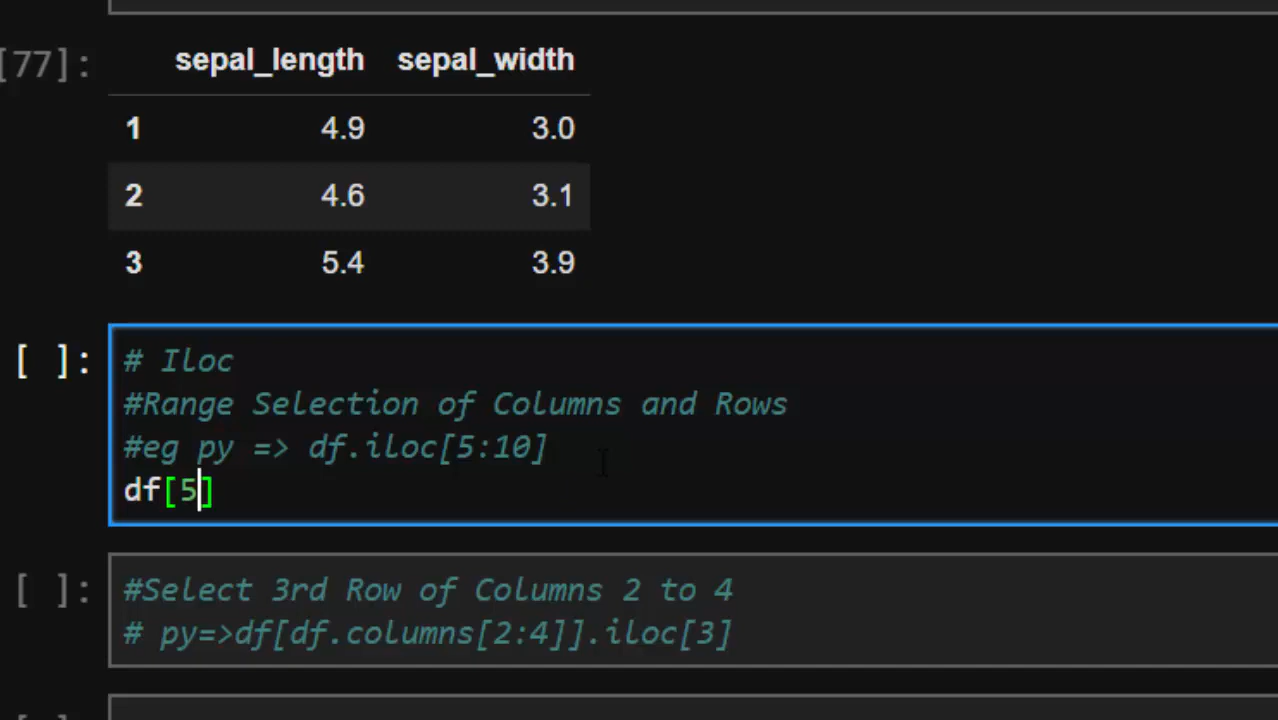 [77]:
sepal_length sepal_width
1 4.9 3.0
2 4.6 3.1
3 5.4 3.9
[ ]:
# Iloc
#Range Selection of Columns and Rows
#eg py => df.iloc[5:10]
df[5]
[ ]:
#Select 3rd Row of Columns 2 to 4
# py=>df[df.columns[2:4]].iloc[3]